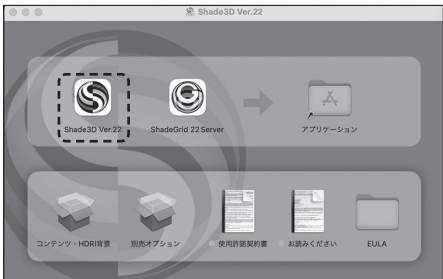 Shade3D Ver.22
Shade3D Ver.22
ShadeGrid 22 Server
アプリケーション
コンテンツ・HDRI背景
別売オプション
使用許諾契約書
お読みください
EULA